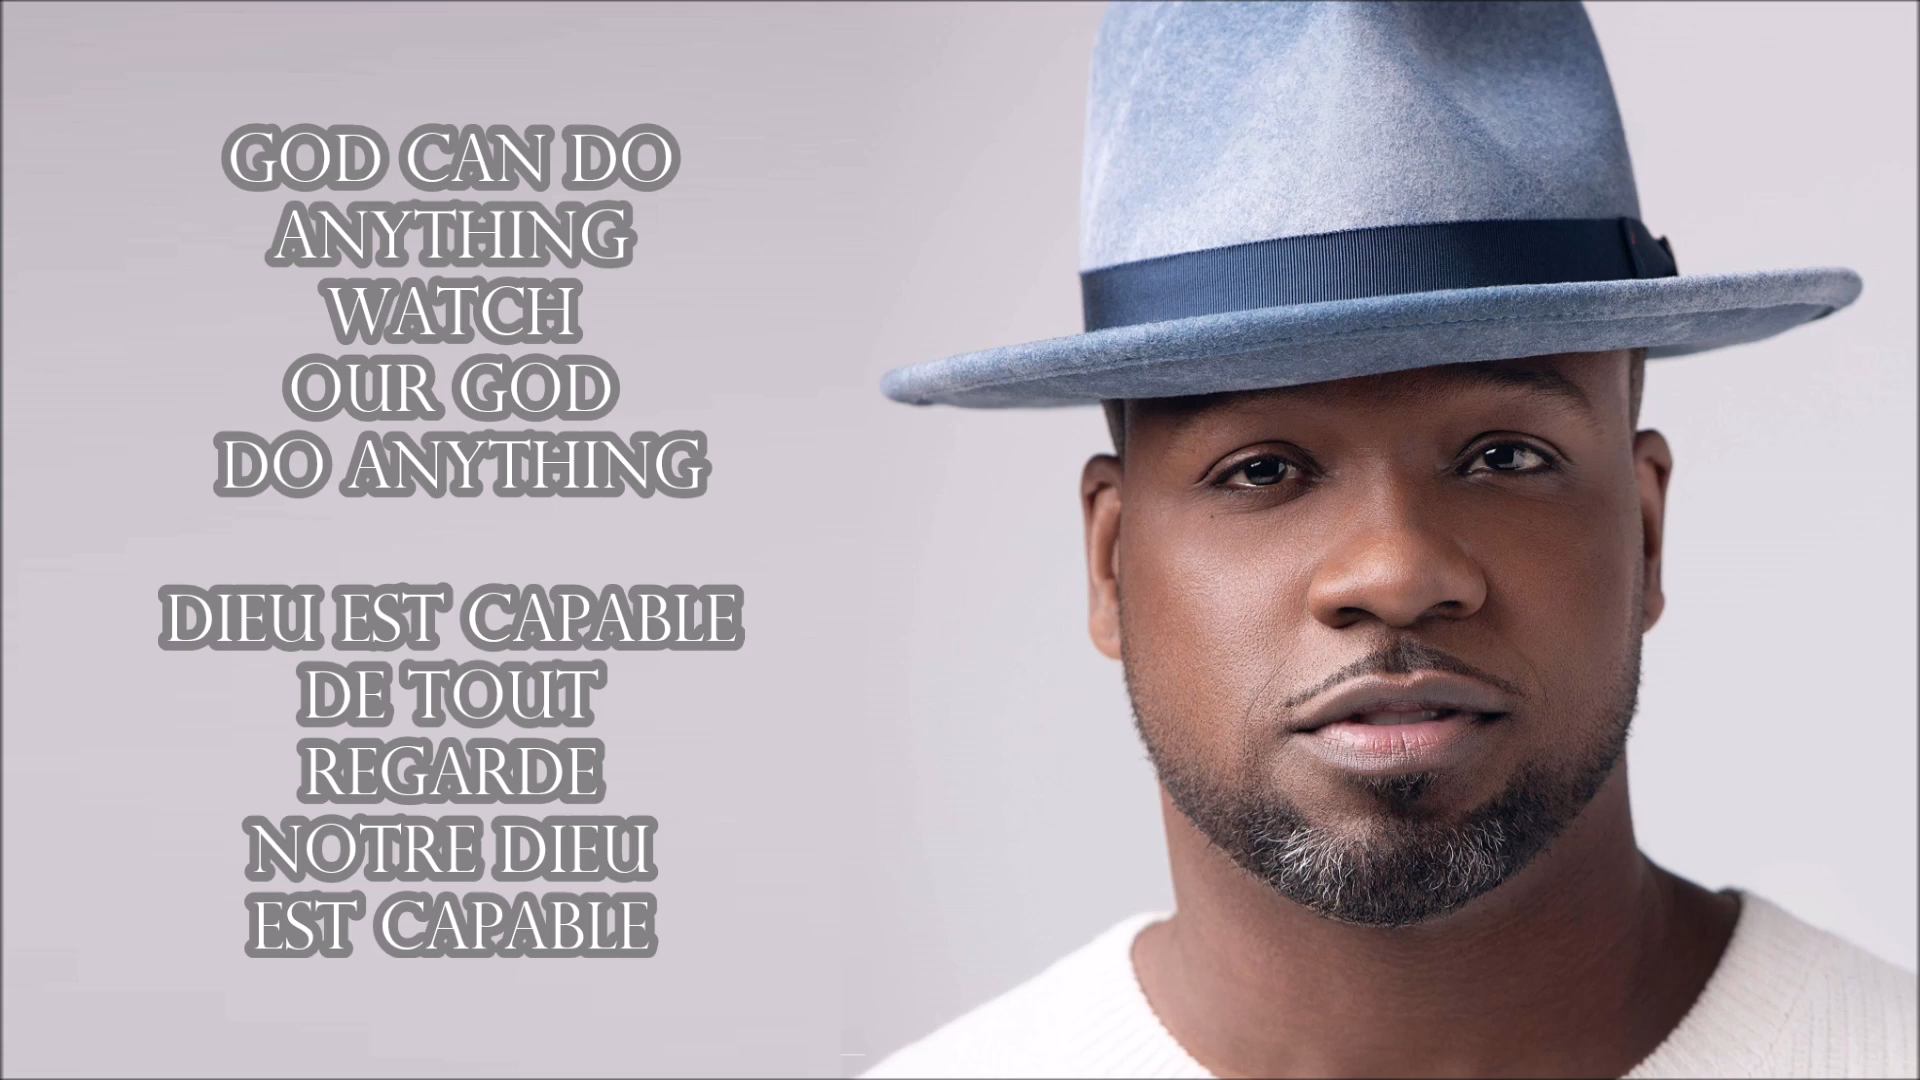 GOD CAN DO
ANYTHING
WATCH
OUR GOD
DO ANYTHING
DIEU EST CAPABLE
DE TOUT
REGARDE
NOTRE DIEU
EST CAPABLE